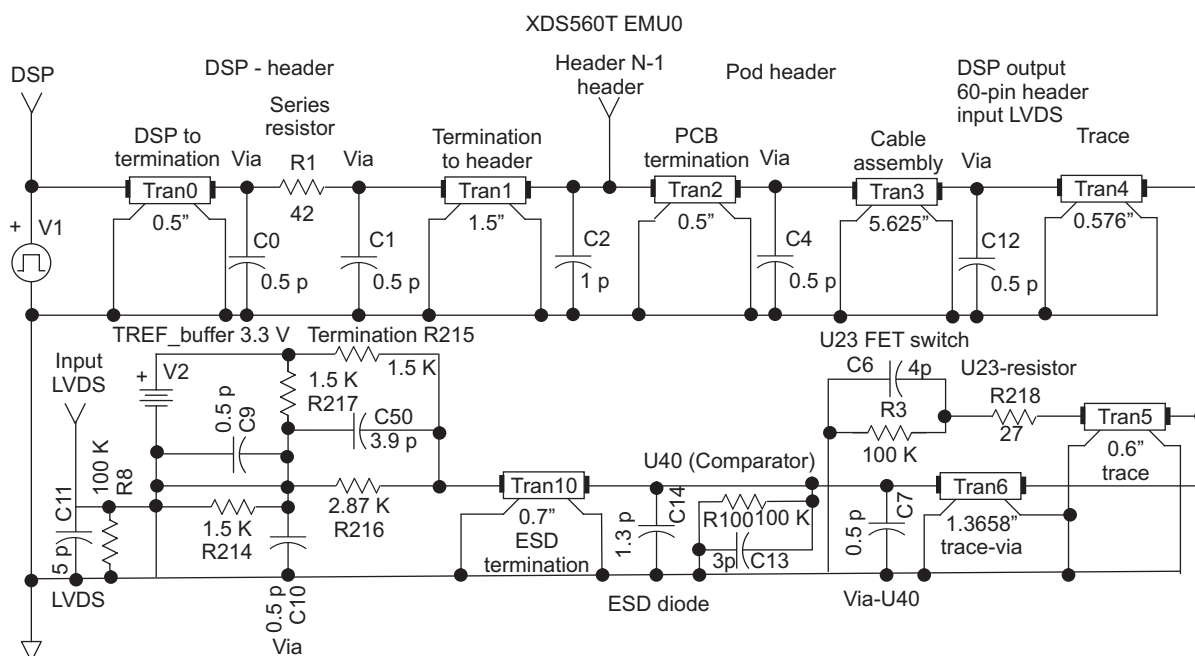 XDS560T EMU0
DSP
DSP - header
Header N-1
header
Pod header
DSP output
60-pin header
input LVDS
Series
resistor
DSP to
termination
Via
R1
Via
Termination
to header
PCB
termination
Via
Cable
assembly
Via
Trace
Tran0
Tran1
Tran2
Tran3
Tran4
0.5”
42
1.5”
0.5”
5.625”
0.576”
+
V1
C0
0.5 p
C1
0.5 p
C2
1 p
C4
0.5 p
C12
0.5 p
TREF_buffer 3.3 V
Termination R215
U23 FET switch
Input
LVDS
+
V2
1.5 K
R217
1.5 K
C6
4p
U23-resistor
R218
27
Tran5
0.6”
trace
0.5 p
C9
C50
3.9 p
R3
100 K
100 K
R8
C11
5 p
U40 (Comparator)
2.87 K
R216
Tran10
0.7”
ESD
termination
1.3 p
C14
R100
100 K
3p
C13
0.5 p
C7
Tran6
1.3658”
trace-via
1.5 K
R214
LVDS
0.5 p
C10
Via
ESD diode
Via-U40